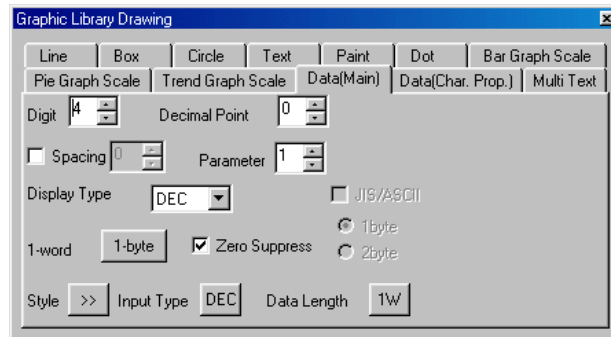 Graphic Library Drawing
Line Box Circle Text Paint Dot Bar Graph Scale
Pie Graph Scale Trend Graph Scale Data(Main) Data(Char. Prop.) Multi Text
Digit 4 Decimal Point 0
Spacing 0 Parameter 1
Display Type DEC JIS/ASCII
1byte
1-word 1-byte Zero Suppress 2byte
Style >> Input Type DEC Data Length 1W